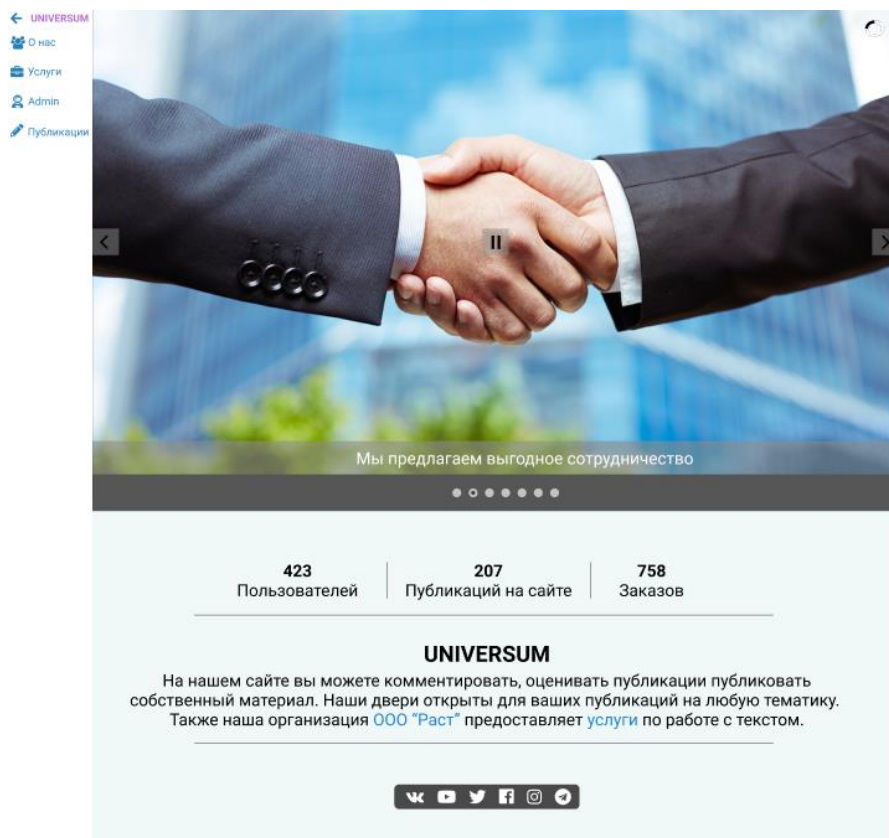 UNIVERSUM
О нас
Услуги
Admin
Публикации
Мы предлагаем выгодное сотрудничество
423
Пользователей
207
Публикаций на сайте
758
Заказов
UNIVERSUM
На нашем сайте вы можете комментировать, оценивать публикации публиковать
собственный материал. Наши двери открыты для ваших публикаций на любую тематику.
Также наша организация ООО "Раст" предоставляет услуги по работе с текстом.